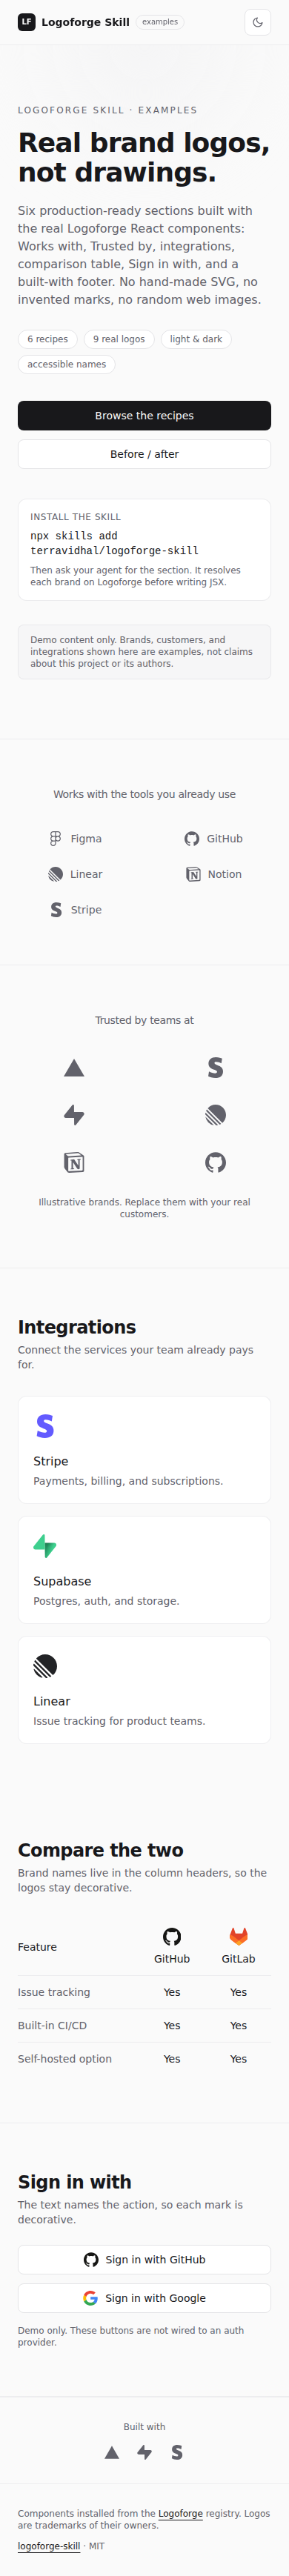 LF Logoforge Skill examples
LOGOFORGE SKILL · EXAMPLES
Real brand logos,
not drawings.
Six production-ready sections built with
the real Logoforge React components:
Works with, Trusted by, integrations,
comparison table, Sign in with, and a
built-with footer. No hand-made SVG, no
invented marks, no random web images.
6 recipes 9 real logos light & dark
accessible names
Browse the recipes
Before / after
INSTALL THE SKILL
npx skills add
terravidhal/logoforge-skill
Then ask your agent for the section. It resolves
each brand on Logoforge before writing JSX.
Demo content only. Brands, customers, and
integrations shown here are examples, not claims
about this project or its authors.
Works with the tools you already use
Figma GitHub
Linear Notion
Stripe
Trusted by teams at
Illustrative brands. Replace them with your real
customers.
Integrations
Connect the services your team already pays
for.
Stripe
Payments, billing, and subscriptions.
Supabase
Postgres, auth, and storage.
Linear
Issue tracking for product teams.
Compare the two
Brand names live in the column headers, so the
logos stay decorative.
Feature GitHub GitLab
Issue tracking Yes Yes
Built-in CI/CD Yes Yes
Self-hosted option Yes Yes
Sign in with
The text names the action, so each mark is
decorative.
Sign in with GitHub
Sign in with Google
Demo only. These buttons are not wired to an auth
provider.
Built with
Components installed from the Logoforge registry. Logos
are trademarks of their owners.
logoforge-skill · MIT